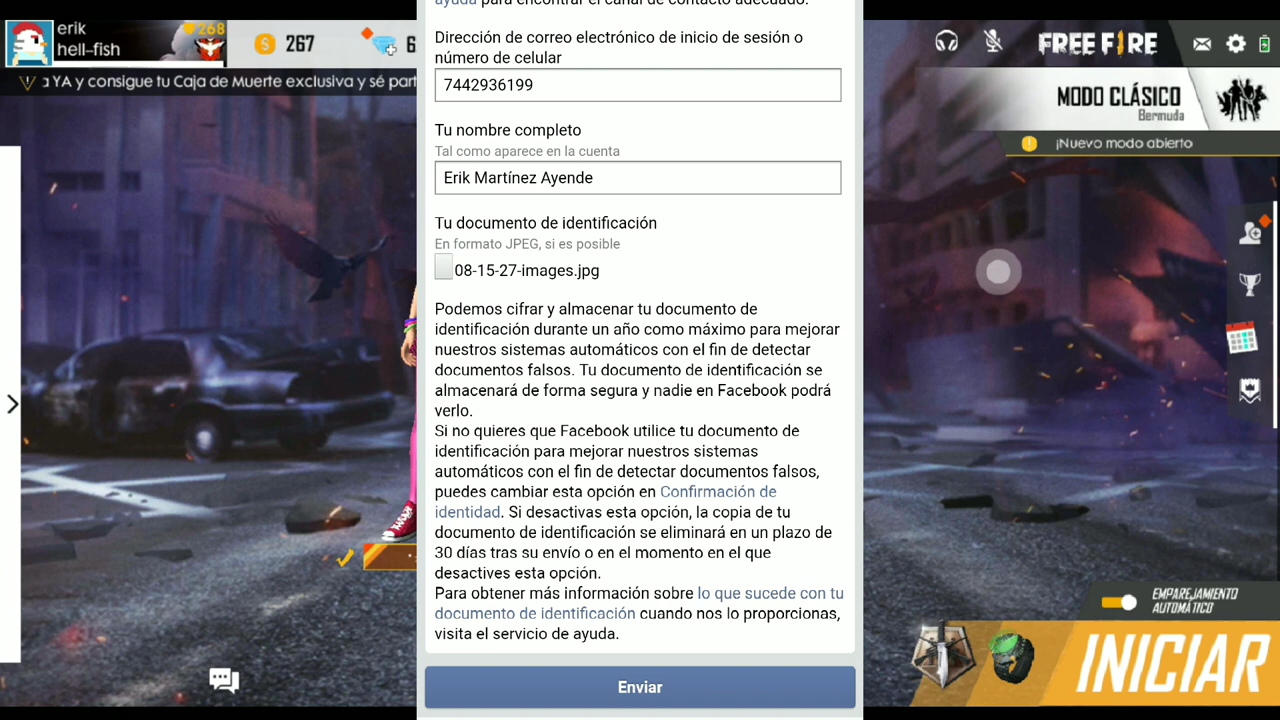 ayuda para encontrar el canal de contacto adecuado.
erik
hell-fish
268
267
6
FREE FIRE
a YA y consigue tu Caja de Muerte exclusiva y sé part
MODO CLÁSICO
Bermuda
¡Nuevo modo abierto
Dirección de correo electrónico de inicio de sesión o
número de celular
7442936199
Tu nombre completo
Tal como aparece en la cuenta
Erik Martínez Ayende
Tu documento de identificación
En formato JPEG, si es posible
08-15-27-images.jpg
Podemos cifrar y almacenar tu documento de
identificación durante un año como máximo para mejorar
nuestros sistemas automáticos con el fin de detectar
documentos falsos. Tu documento de identificación se
almacenará de forma segura y nadie en Facebook podrá
verlo.
Si no quieres que Facebook utilice tu documento de
identificación para mejorar nuestros sistemas
automáticos con el fin de detectar documentos falsos,
puedes cambiar esta opción en Confirmación de
identidad. Si desactivas esta opción, la copia de tu
documento de identificación se eliminará en un plazo de
30 días tras su envío o en el momento en el que
desactives esta opción.
Para obtener más información sobre lo que sucede con tu
documento de identificación cuando nos lo proporcionas,
visita el servicio de ayuda.
Enviar
EMPAREJAMIENTO
AUTOMÁTICO
INICIAR